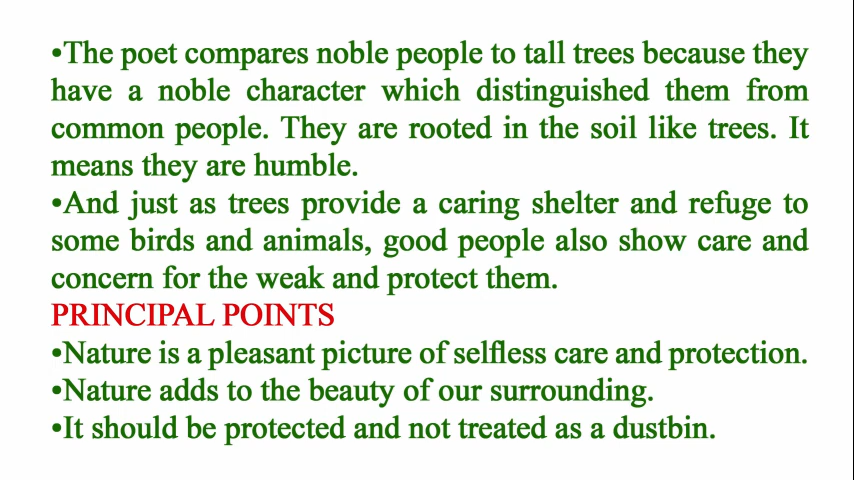 •The poet compares noble people to tall trees because they
have a noble character which distinguished them from
common people. They are rooted in the soil like trees. It
means they are humble.
•And just as trees provide a caring shelter and refuge to
some birds and animals, good people also show care and
concern for the weak and protect them.
PRINCIPAL POINTS
•Nature is a pleasant picture of selfless care and protection.
•Nature adds to the beauty of our surrounding.
•It should be protected and not treated as a dustbin.